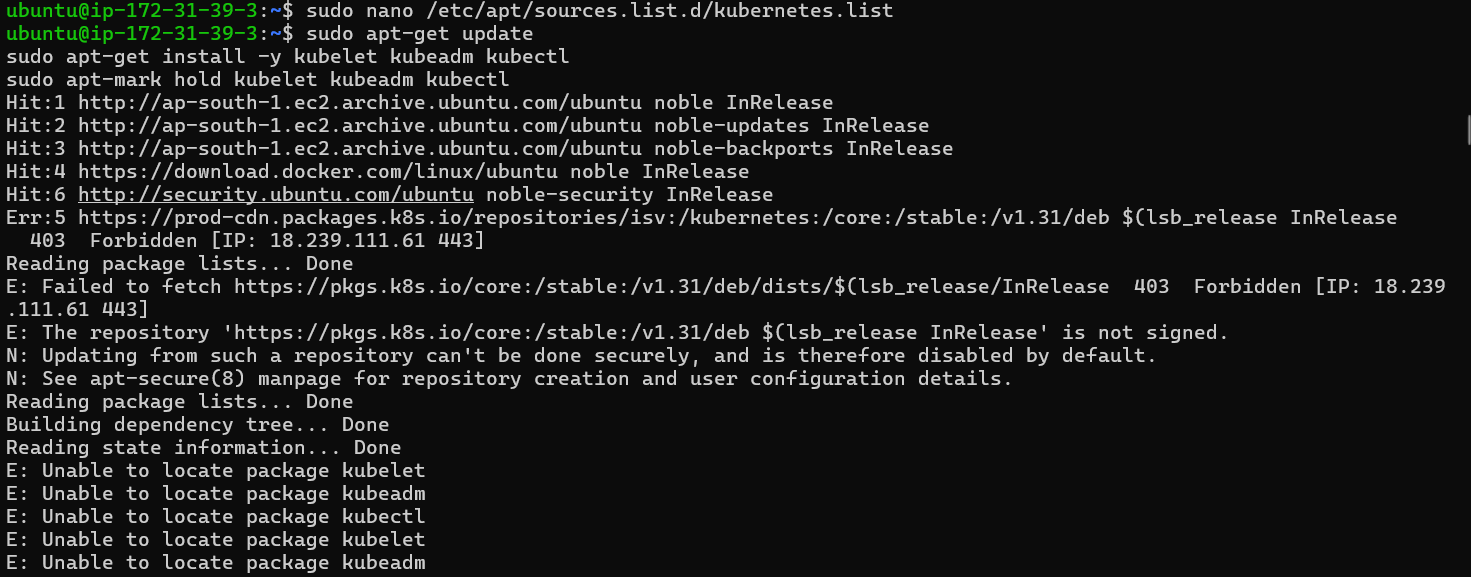 ubuntu@ip-172-31-39-3:~$ sudo nano /etc/apt/sources.list.d/kubernetes.list
ubuntu@ip-172-31-39-3:~$ sudo apt-get update
sudo apt-get install -y kubelet kubeadm kubectl
sudo apt-mark hold kubelet kubeadm kubectl
Hit:1 http://ap-south-1.ec2.archive.ubuntu.com/ubuntu noble InRelease
Hit:2 http://ap-south-1.ec2.archive.ubuntu.com/ubuntu noble-updates InRelease
Hit:3 http://ap-south-1.ec2.archive.ubuntu.com/ubuntu noble-backports InRelease
Hit:4 https://download.docker.com/linux/ubuntu noble InRelease
Hit:6 http://security.ubuntu.com/ubuntu noble-security InRelease
Err:5 https://prod-cdn.packages.k8s.io/repositories/isv:/kubernetes:/core:/stable:/v1.31/deb $(lsb_release InRelease
  403  Forbidden [IP: 18.239.111.61 443]
Reading package lists... Done
E: Failed to fetch https://pkgs.k8s.io/core:/stable:/v1.31/deb/dists/$(lsb_release/InRelease  403  Forbidden [IP: 18.239
.111.61 443]
E: The repository 'https://pkgs.k8s.io/core:/stable:/v1.31/deb $(lsb_release InRelease' is not signed.
N: Updating from such a repository can't be done securely, and is therefore disabled by default.
N: See apt-secure(8) manpage for repository creation and user configuration details.
Reading package lists... Done
Building dependency tree... Done
Reading state information... Done
E: Unable to locate package kubelet
E: Unable to locate package kubeadm
E: Unable to locate package kubectl
E: Unable to locate package kubelet
E: Unable to locate package kubeadm